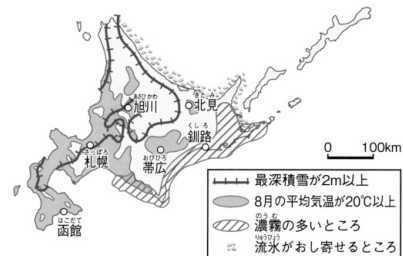 あさひかわ
旭川
きたみ
北見
くしろ
釧路
さっぽろ
札幌
おびひろ
帯広
はこだて
函館
0 100km
最深積雪が2m以上
8月の平均気温が20℃以上
のうむ
濃霧の多いところ
りゅうひょう
流氷がおし寄せるところ